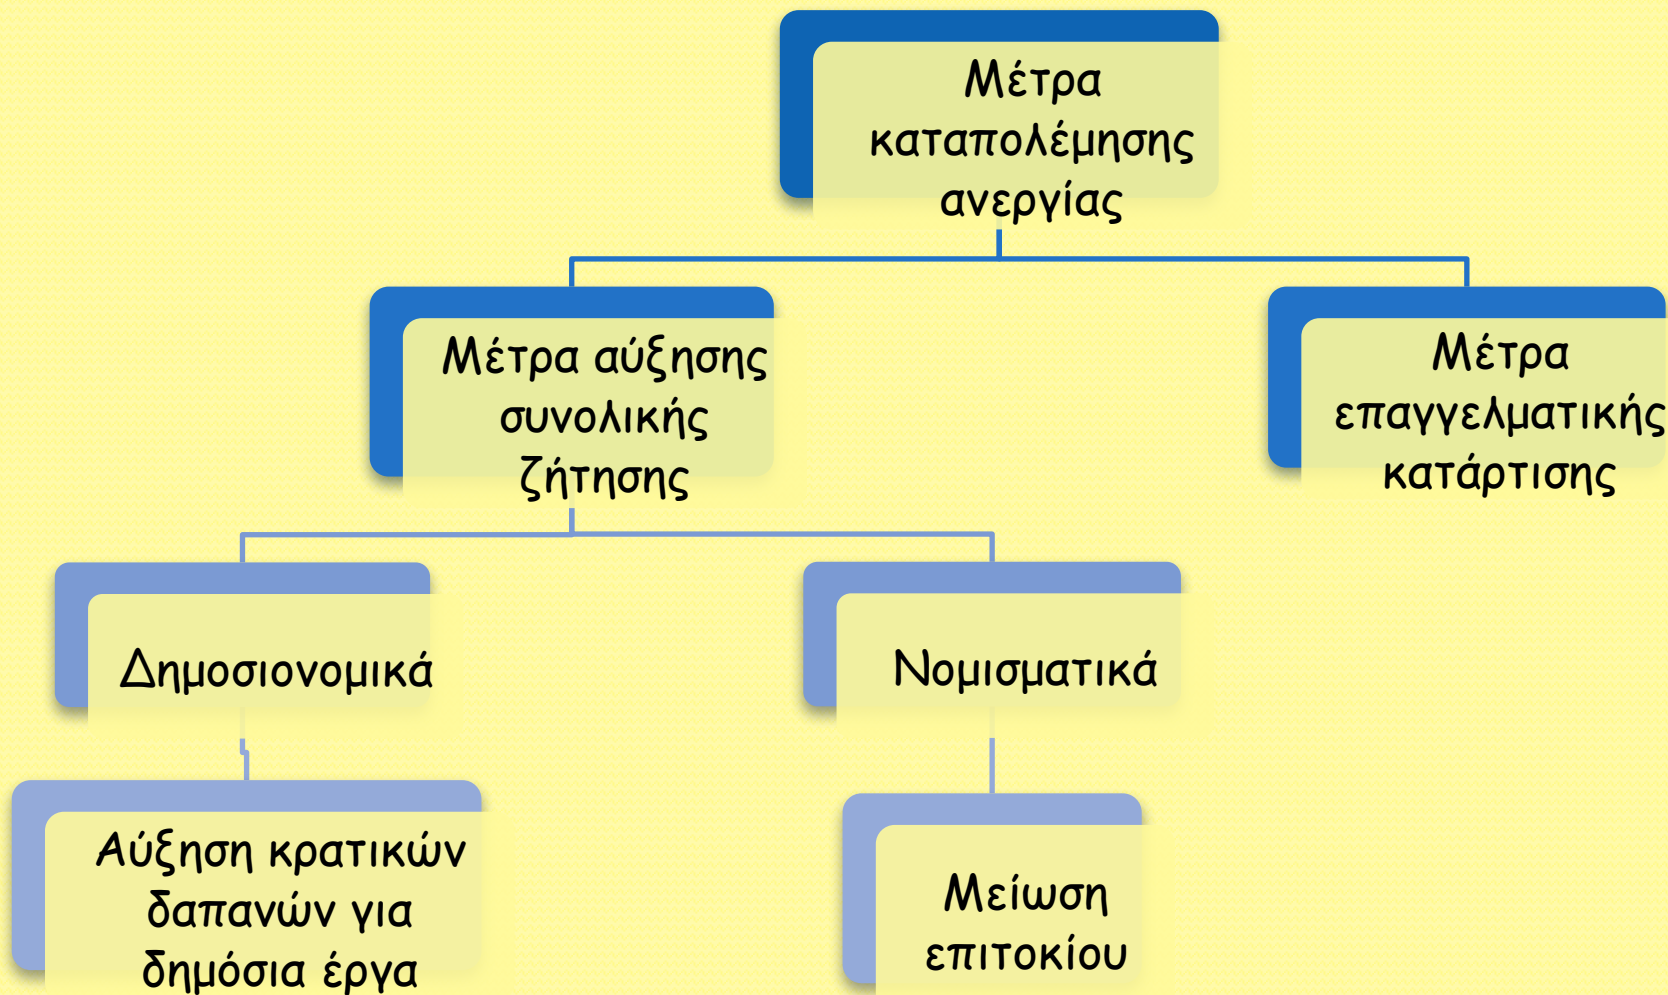 Μέτρα
καταπολέμησης
ανεργίας
Μέτρα αύξησης
συνολικής
ζήτησης
Μέτρα
επαγγελματικής
κατάρτισης
Δημοσιονομικά
Νομισματικά
Αύξηση κρατικών
δαπανών για
δημόσια έργα
Μείωση
επιτοκίου